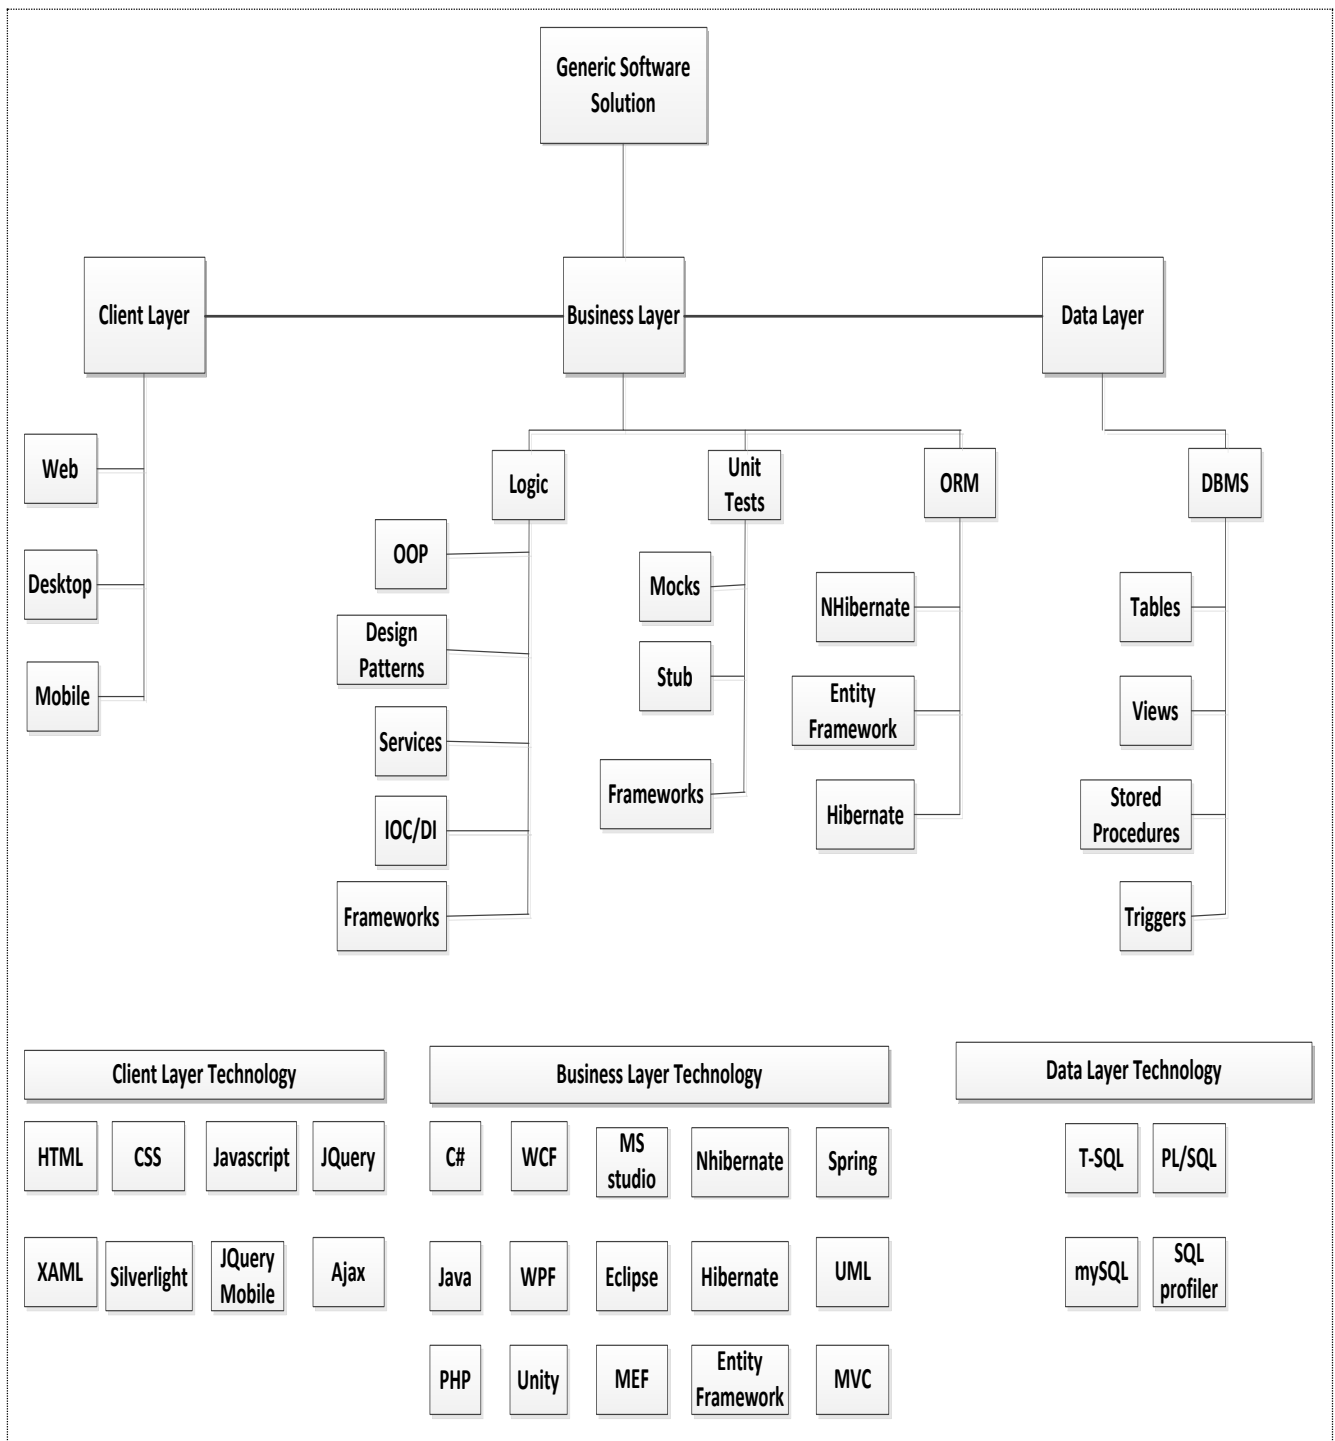 Generic Software
Solution
Client Layer
Business Layer
Data Layer
Web
Desktop
Mobile
Logic
OOP
Design
Patterns
Services
IOC/DI
Frameworks
Unit
Tests
Mocks
Stub
Frameworks
ORM
NHibernate
Entity
Framework
Hibernate
DBMS
Tables
Views
Stored
Procedures
Triggers
Client Layer Technology
HTML
CSS
Javascript
JQuery
XAML
Silverlight
JQuery
Mobile
Ajax
Business Layer Technology
C#
WCF
MS
studio
Nhibernate
Spring
Java
WPF
Eclipse
Hibernate
UML
PHP
Unity
MEF
Entity
Framework
MVC
Data Layer Technology
T-SQL
PL/SQL
mySQL
SQL
profiler